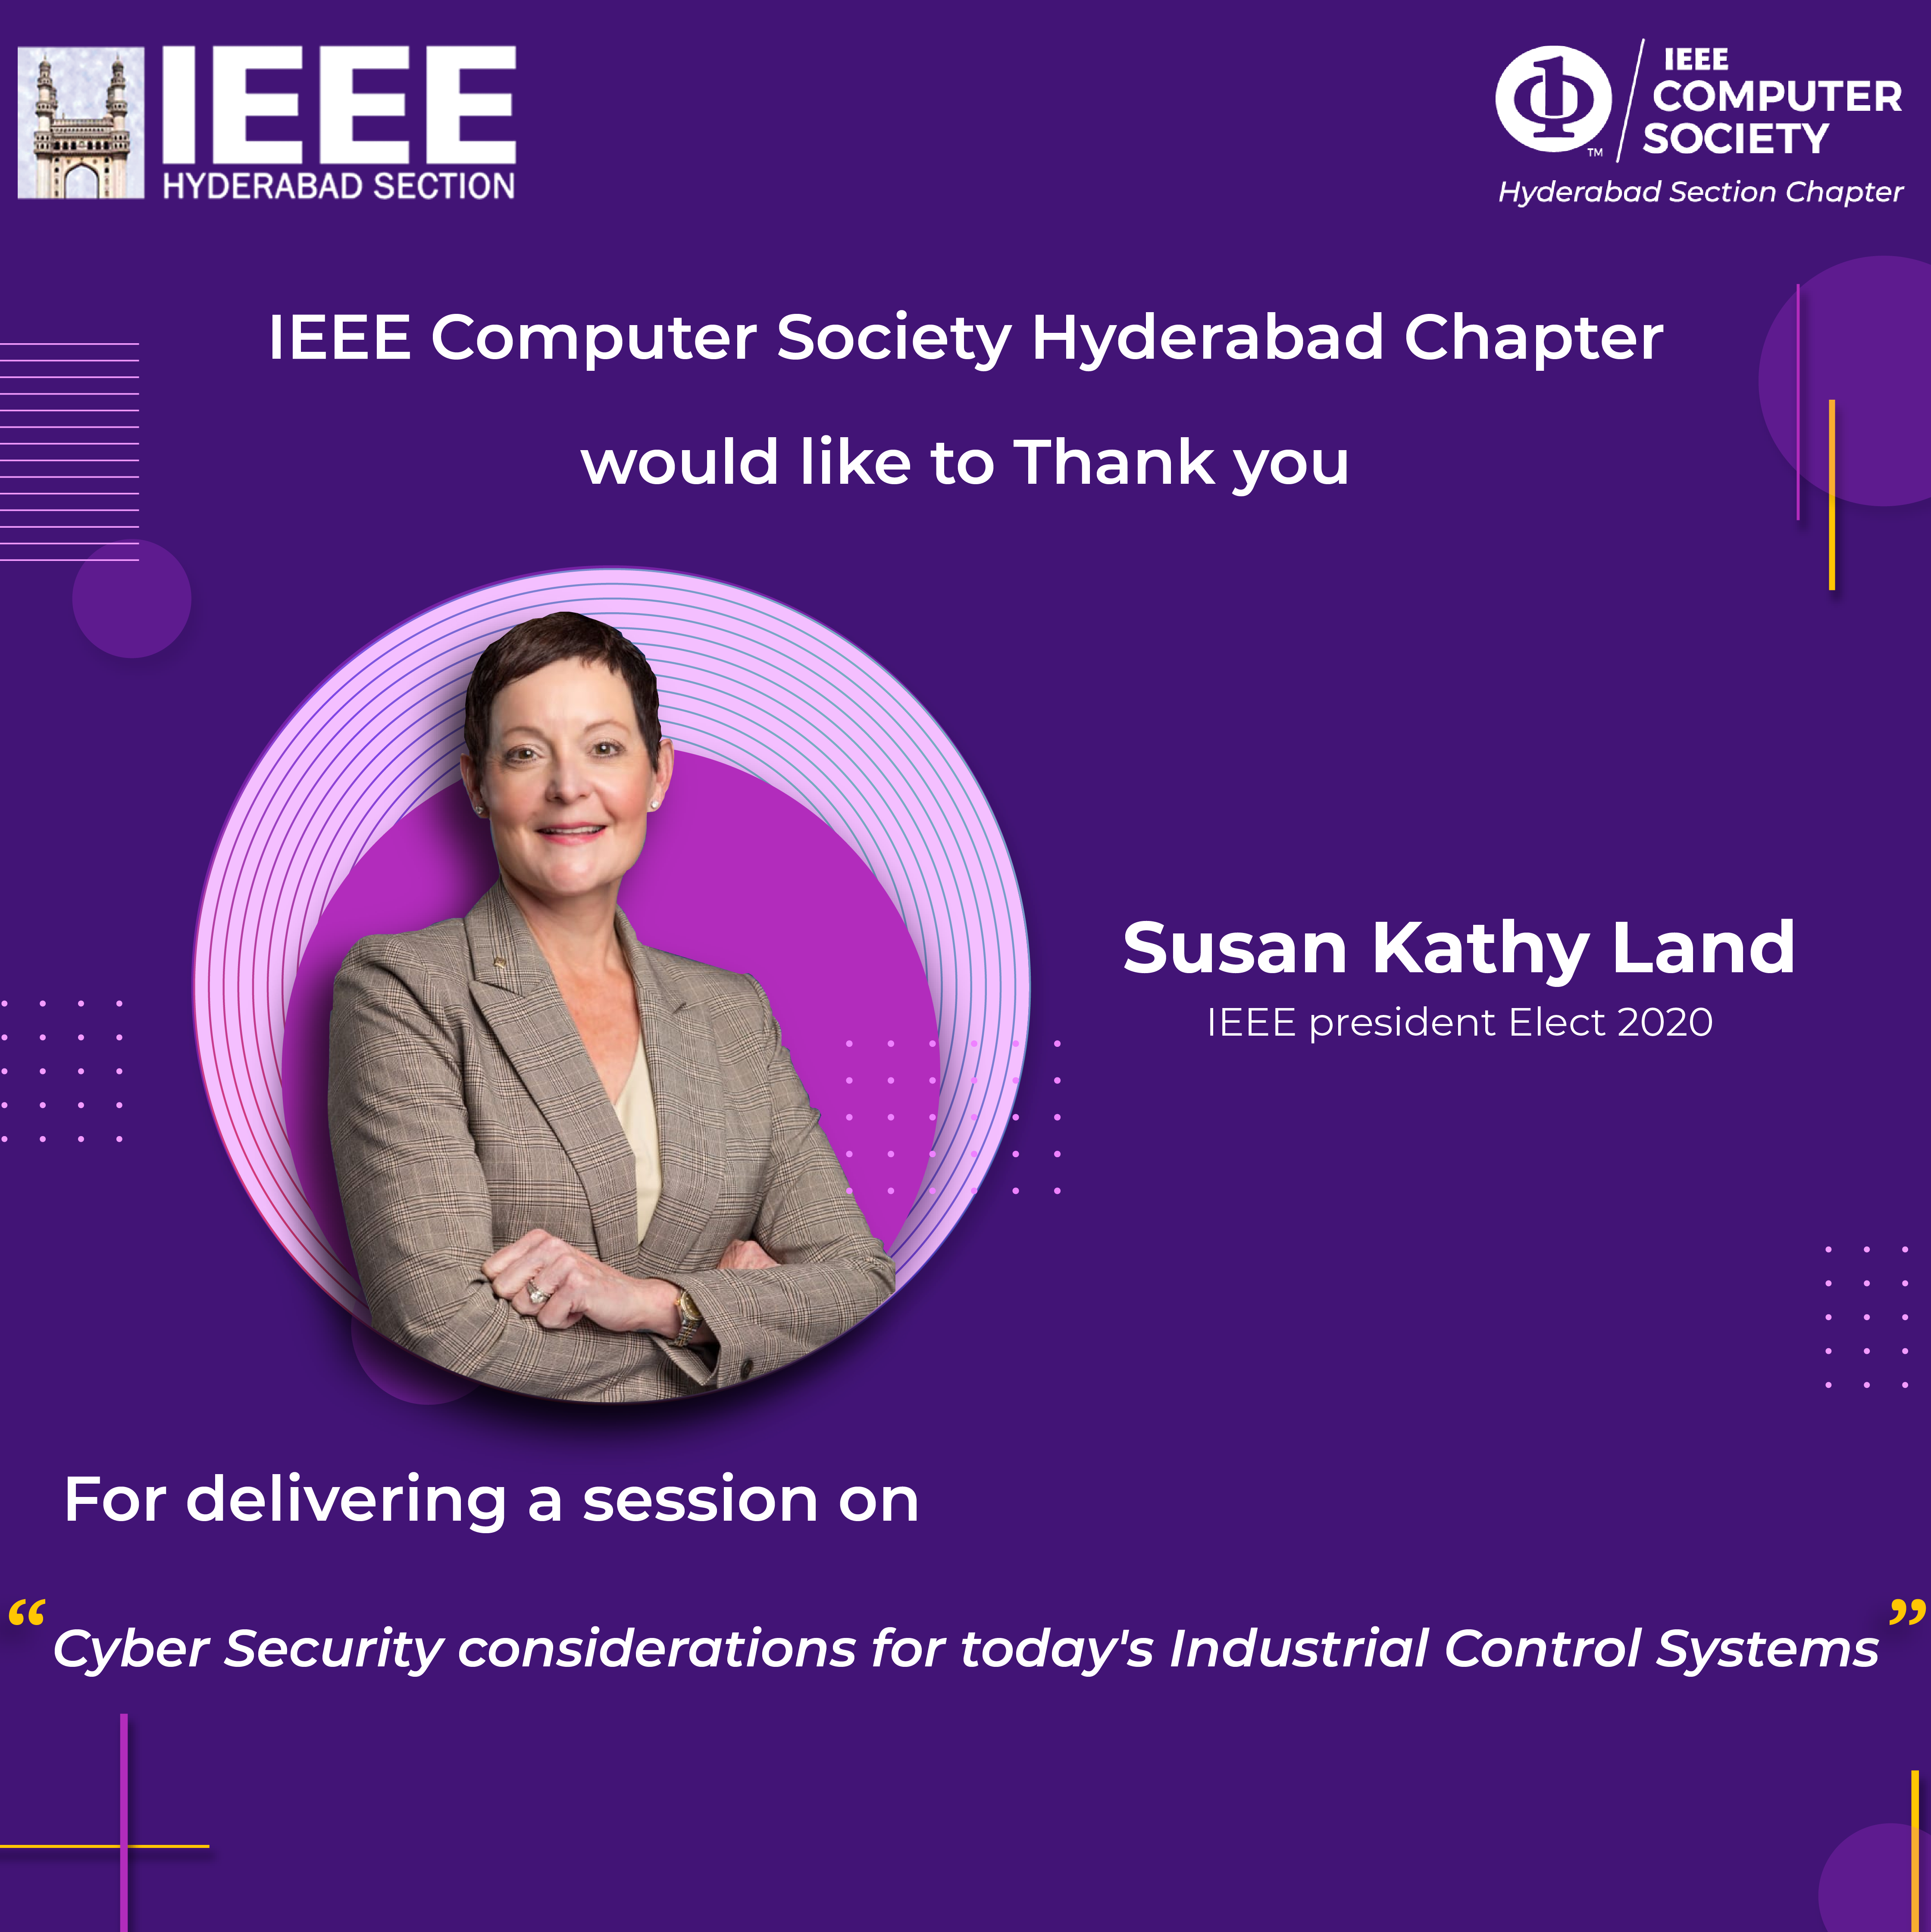 IEEE
HYDERABAD SECTION
IEEE
COMPUTER
SOCIETY
TM
Hyderabad Section Chapter
IEEE Computer Society Hyderabad Chapter
would like to Thank you
Susan Kathy Land
IEEE president Elect 2020
For delivering a session on
“Cyber Security considerations for today's Industrial Control Systems”